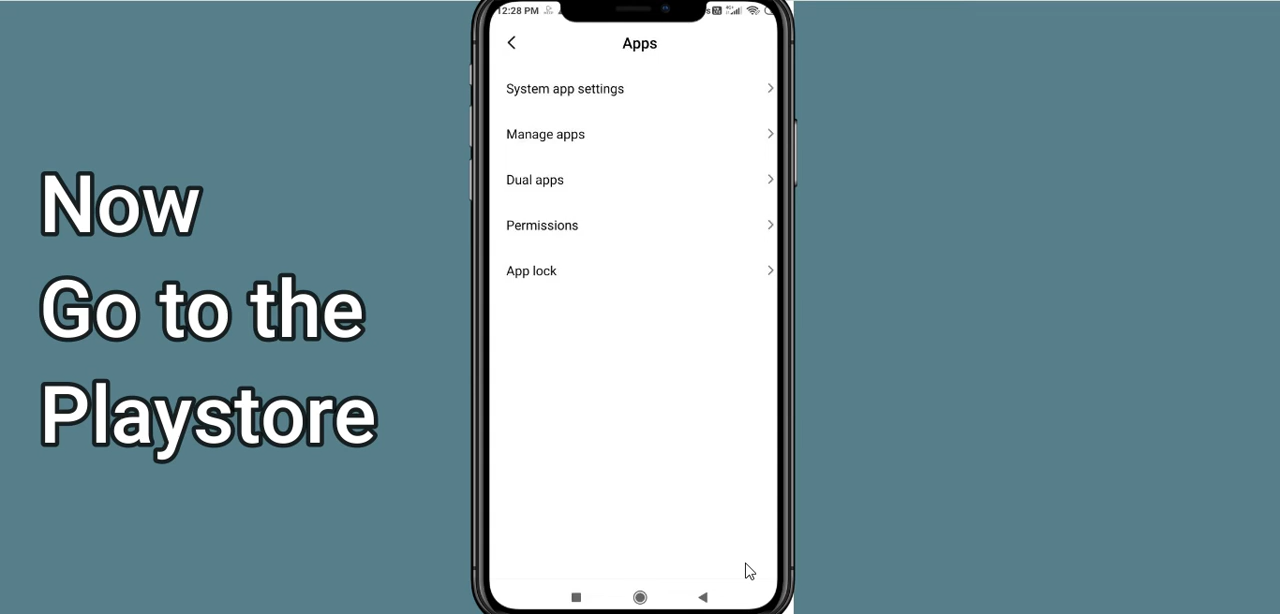 Now
Go to the
Playstore
12:28 PM
Apps
System app settings
Manage apps
Dual apps
Permissions
App lock